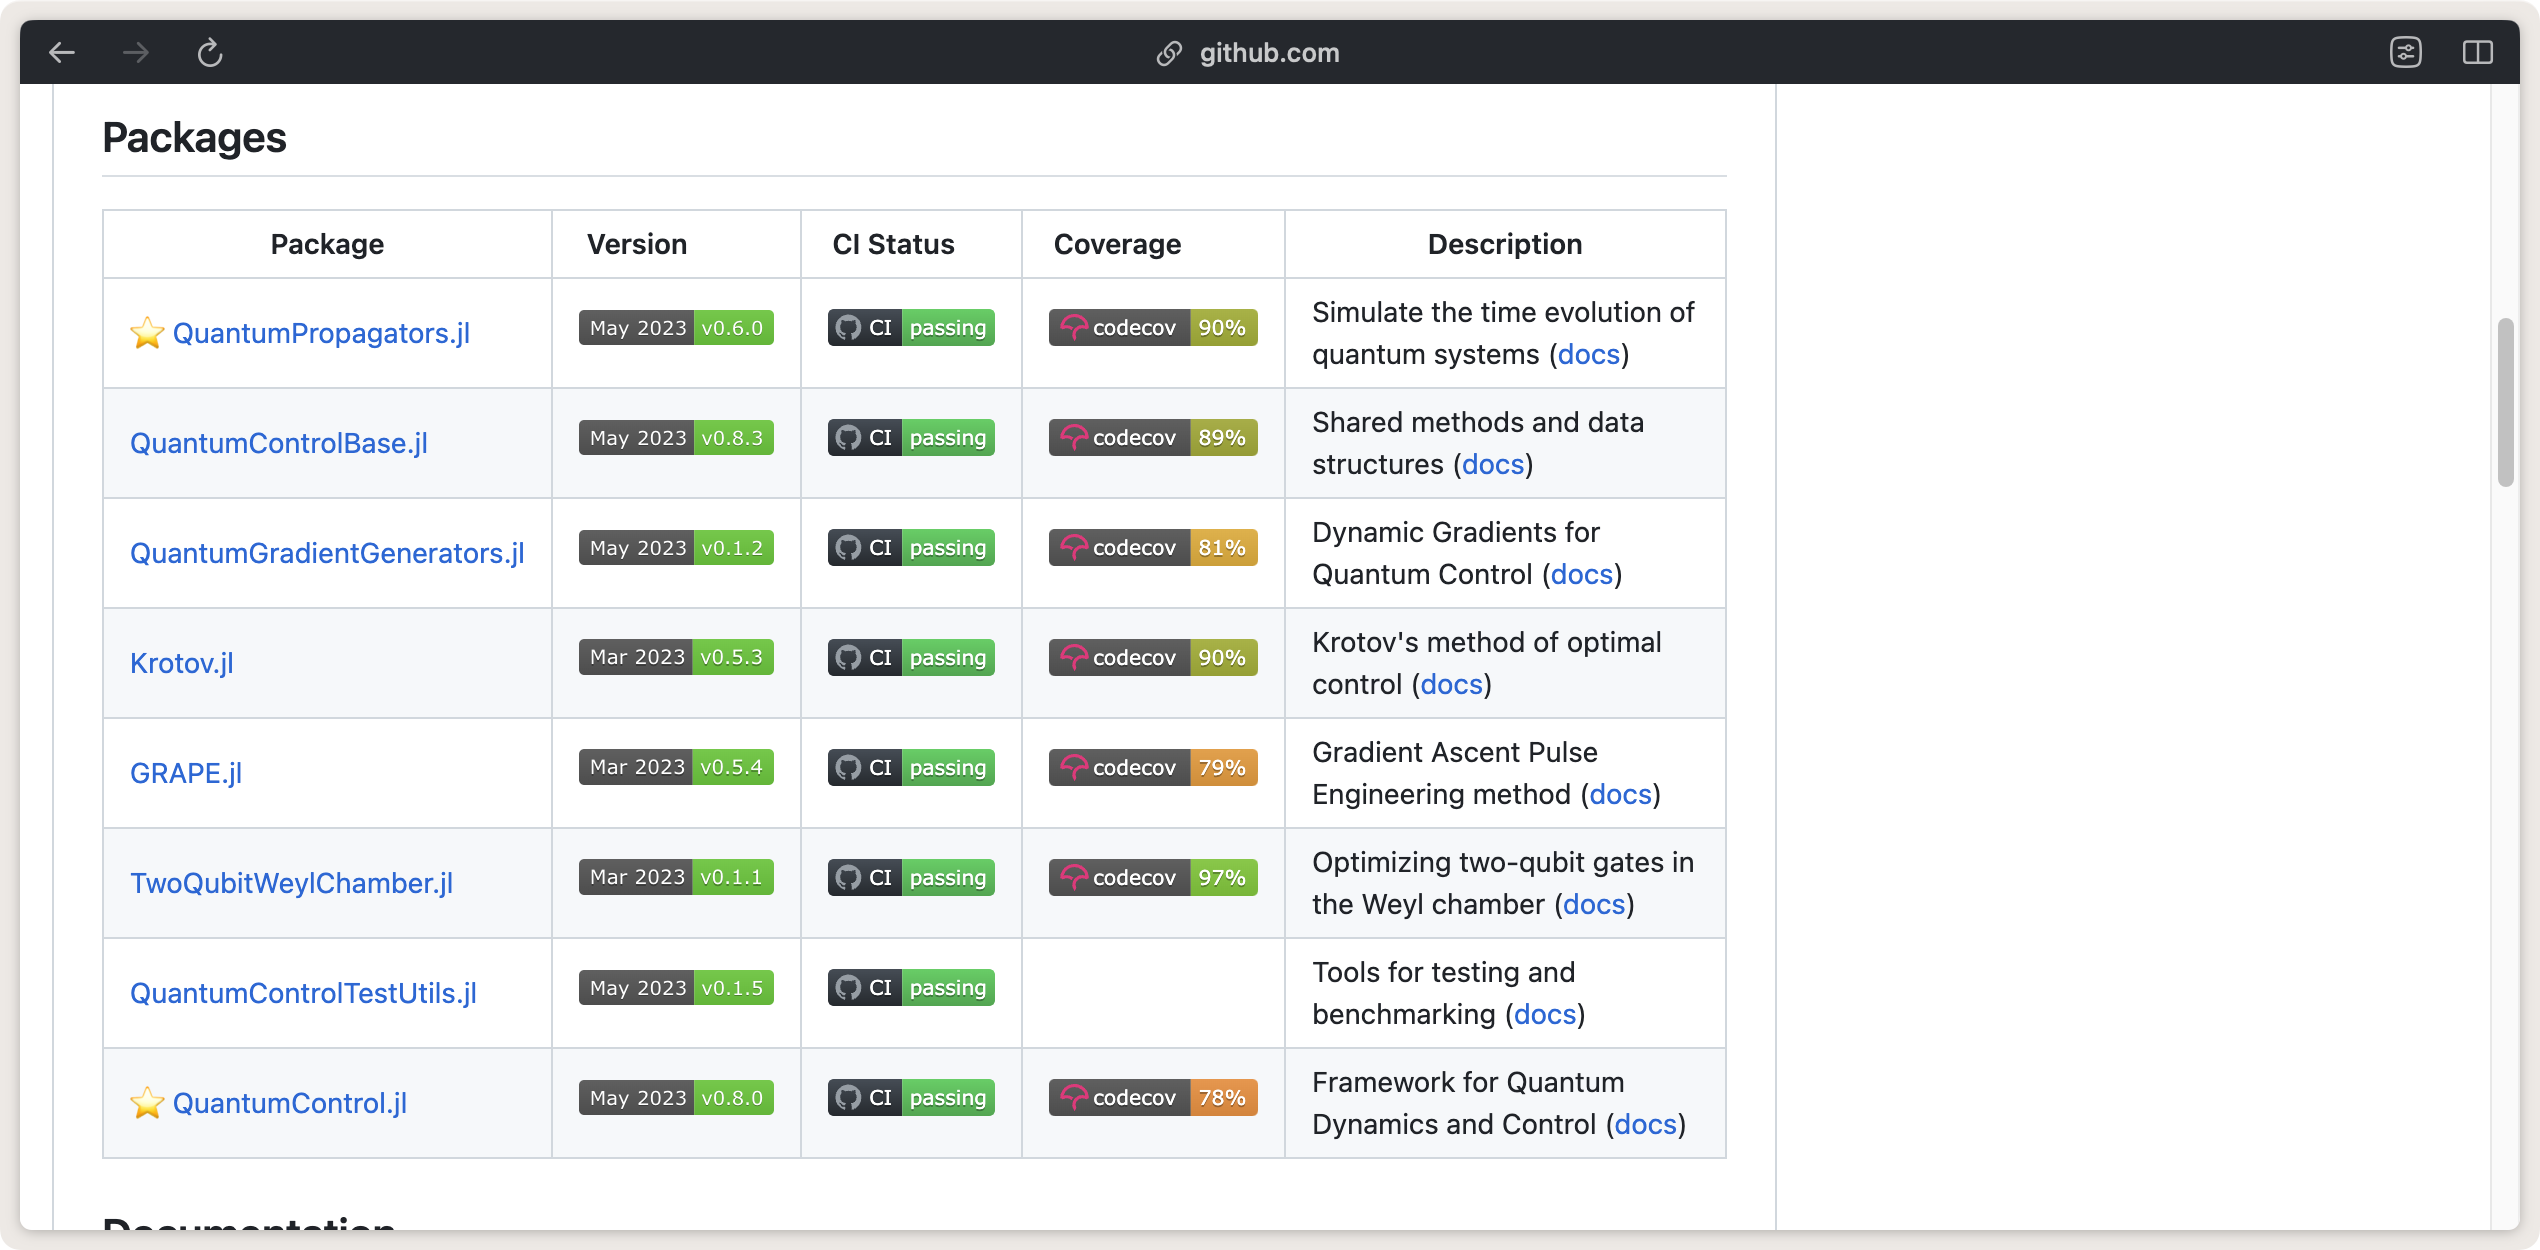 github.com
Packages
Package Version CI Status Coverage Description
QuantumPropagators.jl May 2023 v0.6.0 CI passing codecov 90% Simulate the time evolution of
quantum systems (docs)
QuantumControlBase.jl May 2023 v0.8.3 CI passing codecov 89% Shared methods and data
structures (docs)
QuantumGradientGenerators.jl May 2023 v0.1.2 CI passing codecov 81% Dynamic Gradients for
Quantum Control (docs)
Krotov.jl Mar 2023 v0.5.3 CI passing codecov 90% Krotov's method of optimal
control (docs)
GRAPE.jl Mar 2023 v0.5.4 CI passing codecov 79% Gradient Ascent Pulse
Engineering method (docs)
TwoQubitWeylChamber.jl Mar 2023 v0.1.1 CI passing codecov 97% Optimizing two-qubit gates in
the Weyl chamber (docs)
QuantumControlTestUtils.jl May 2023 v0.1.5 CI passing Tools for testing and
benchmarking (docs)
QuantumControl.jl May 2023 v0.8.0 CI passing codecov 78% Framework for Quantum
Dynamics and Control (docs)
Documentation